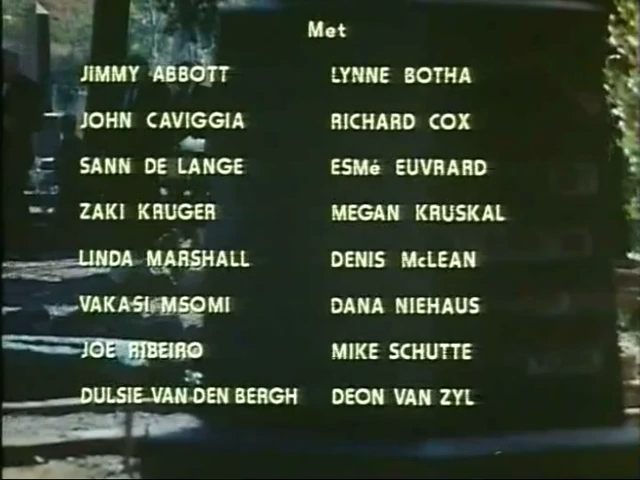 Met
JIMMY ABBOTT LYNNE BOTHA
JOHN CAVIGGIA RICHARD COX
SANN DE LANGE ESMé EUVRARD
ZAKI KRUGER MEGAN KRUSKAL
LINDA MARSHALL DENIS McLEAN
VAKASI MSOMI DANA NIEHAUS
JOE RIBEIRO MIKE SCHUTTE
DULSIE VAN DEN BERGH DEON VAN ZYL